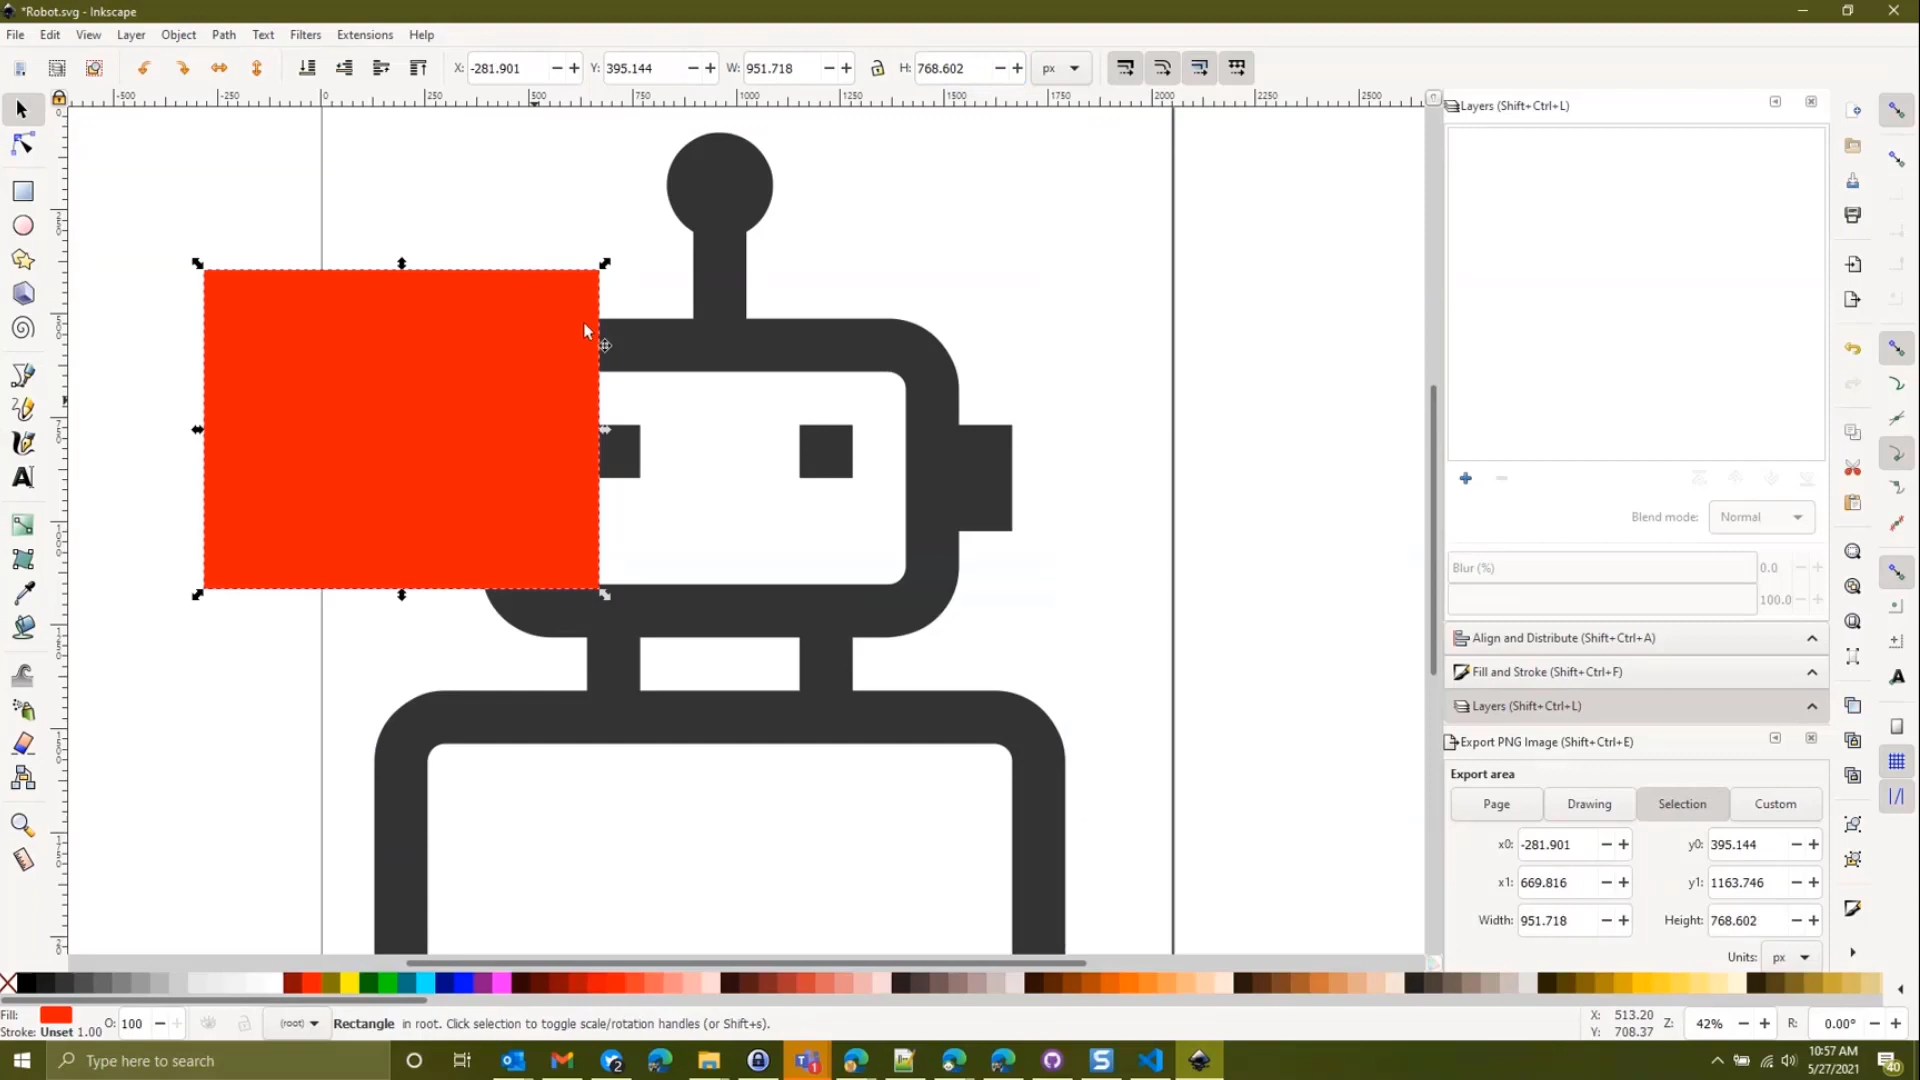 *Robot.svg - Inkscape
File Edit View Layer Object Path Text Filters Extensions Help
X: -281.901 Y: 395.144 W: 951.718 H: 768.602 px
-500 -250 0 250 500 750 1000 1250 1500 1750 2000 2250 2500
Layers (Shift+Ctrl+L)
Blend mode: Normal
Blur (%) 0.0
100.0
Align and Distribute (Shift+Ctrl+A)
Fill and Stroke (Shift+Ctrl+F)
Layers (Shift+Ctrl+L)
Export PNG Image (Shift+Ctrl+E)
Export area
Page Drawing Selection Custom
x0: -281.901 y0: 395.144
x1: 669.816 y1: 1163.746
Width: 951.718 Height: 768.602
Units: px
Fill:
Stroke: Unset 1.00
O: 100
(root)
Rectangle in root. Click selection to toggle scale/rotation handles (or Shift+s).
X: 513.20
Y: 708.37
Z: 42% R: 0.00°
Type here to search
10:57 AM
5/27/2021
40